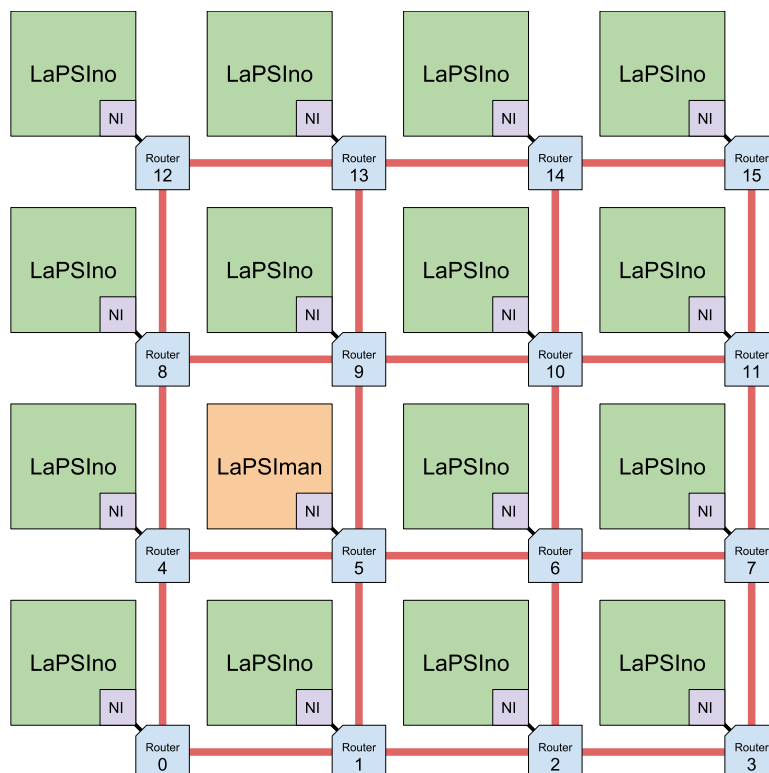 LaPSIno
NI
Router
12
LaPSIno
NI
Router
13
LaPSIno
NI
Router
14
LaPSIno
NI
Router
15
LaPSIno
NI
Router
8
LaPSIno
NI
Router
9
LaPSIno
NI
Router
10
LaPSIno
NI
Router
11
LaPSIno
NI
Router
4
LaPSIman
NI
Router
5
LaPSIno
NI
Router
6
LaPSIno
NI
Router
7
LaPSIno
NI
Router
0
LaPSIno
NI
Router
1
LaPSIno
NI
Router
2
LaPSIno
NI
Router
3